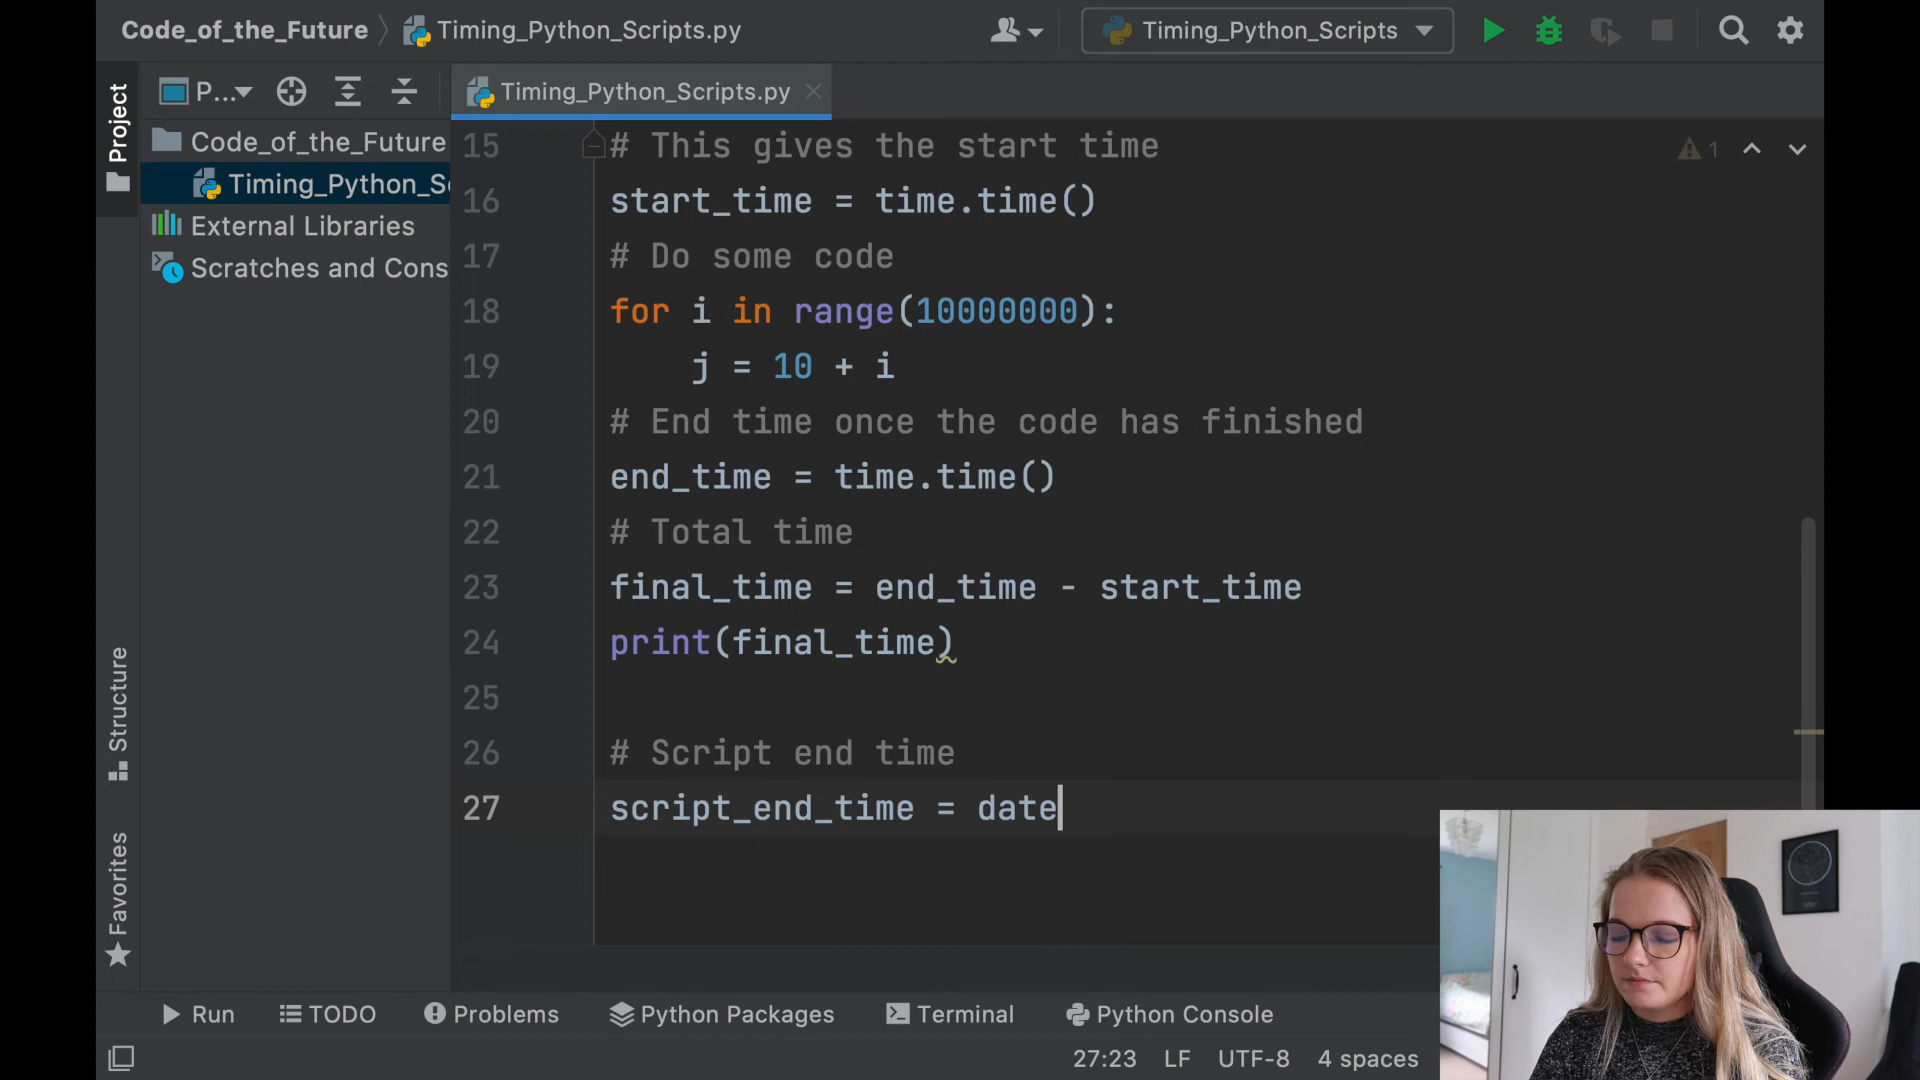 Code_of_the_Future
Timing_Python_Scripts.py
Timing_Python_Scripts
P...
Timing_Python_Scripts.py
Project
Code_of_the_Future
Timing_Python_S
External Libraries
Scratches and Cons
Structure
Favorites
15 # This gives the start time
1
16 start_time = time.time()
17 # Do some code
18 for i in range(10000000):
19 j = 10 + i
20 # End time once the code has finished
21 end_time = time.time()
22 # Total time
23 final_time = end_time - start_time
24 print(final_time)
25
26 # Script end time
27 script_end_time = date
Run
TODO
Problems
Python Packages
Terminal
Python Console
27:23 LF UTF-8 4 spaces